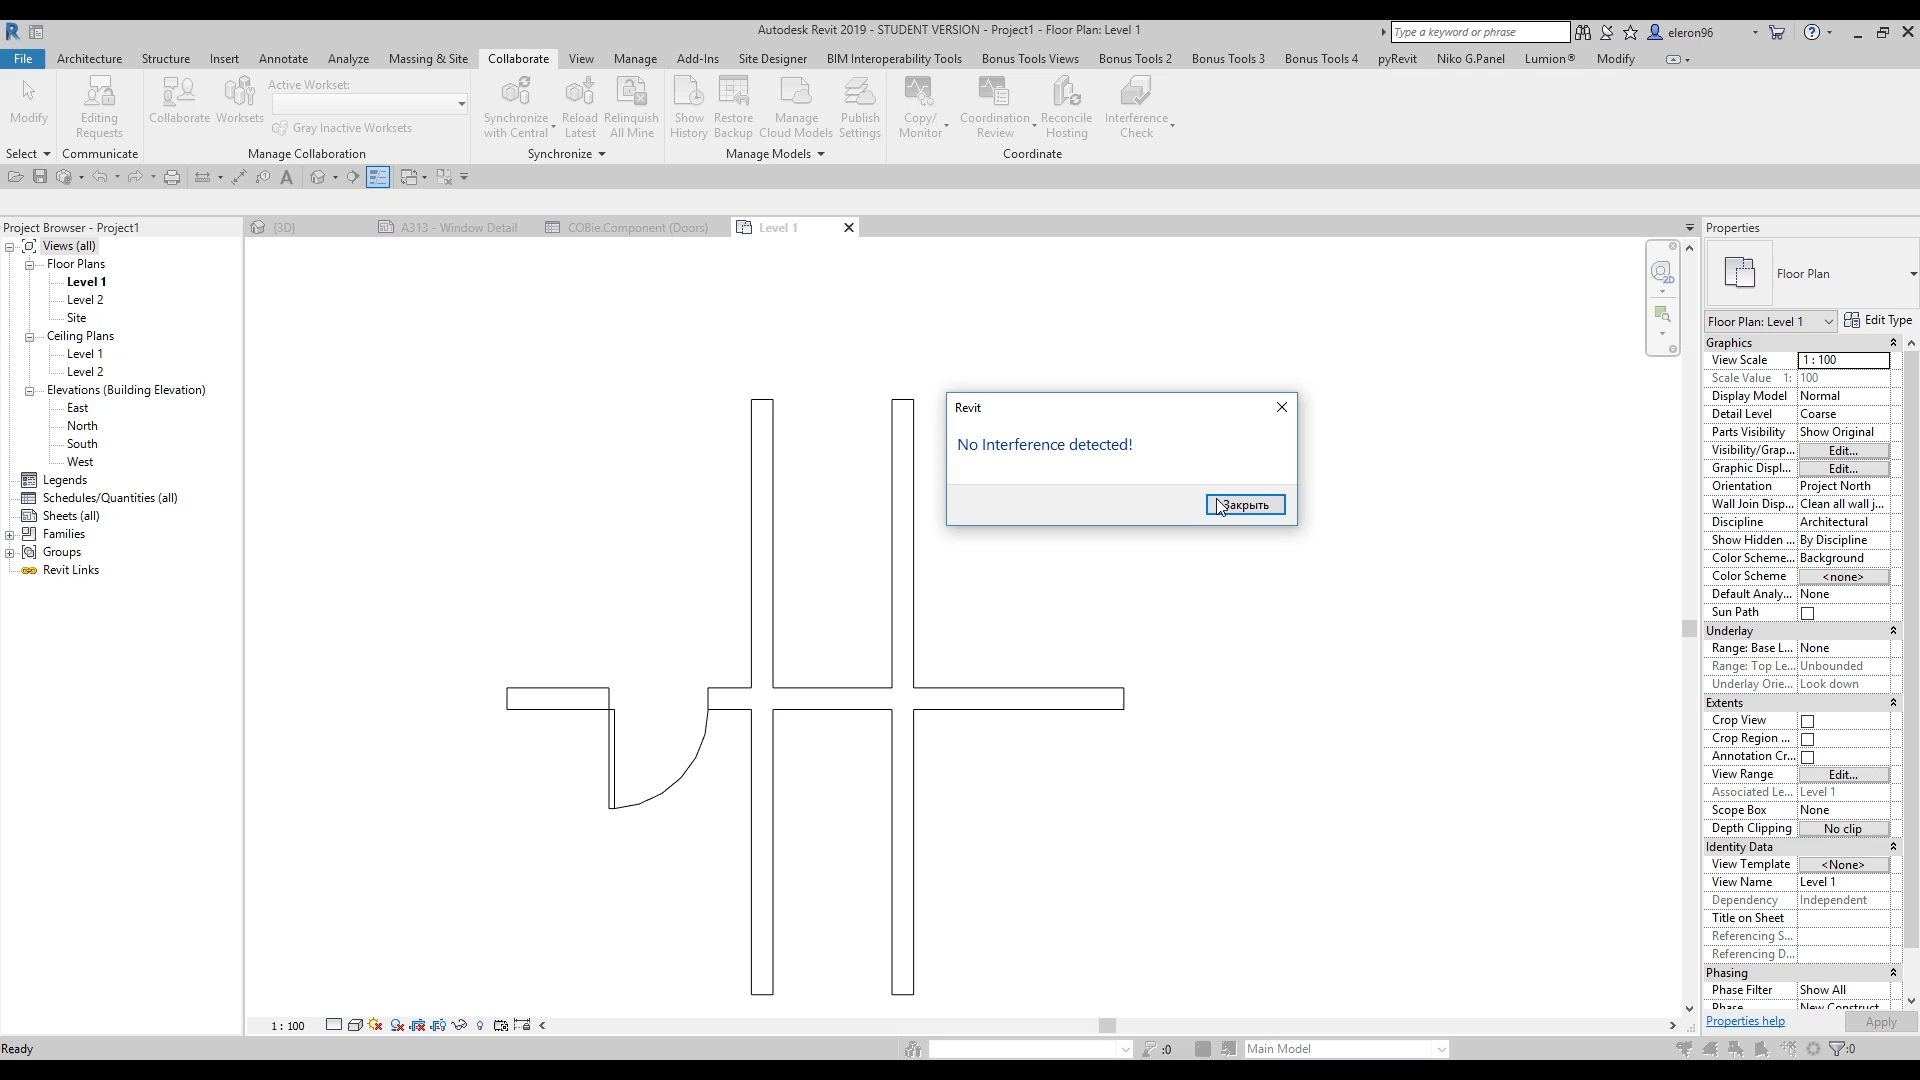 Autodesk Revit 2019 - STUDENT VERSION - Project1 - Floor Plan: Level 1
Type a keyword or phrase
eleron96
File Architecture Structure Insert Annotate Analyze Massing & Site Collaborate View Manage Add-Ins Site Designer BIM Interoperability Tools Bonus Tools Views Bonus Tools 2 Bonus Tools 3 Bonus Tools 4 pyRevit Niko G.Panel Lumion® Modify
Modify
Editing Requests
Collaborate
Worksets
Active Workset:
Gray Inactive Worksets
Synchronize with Central
Reload Latest
Relinquish All Mine
Show History
Restore Backup
Manage Cloud Models
Publish Settings
Copy/ Monitor
Coordination Review
Reconcile Hosting
Interference Check
Select Communicate Manage Collaboration Synchronize Manage Models Coordinate
Project Browser - Project1
Views (all)
Floor Plans
Level 1
Level 2
Site
Ceiling Plans
Level 1
Level 2
Elevations (Building Elevation)
East
North
South
West
Legends
Schedules/Quantities (all)
Sheets (all)
Families
Groups
Revit Links
{3D} A313 - Window Detail COBie.Component (Doors) Level 1
2D
Revit
No Interference detected!
Закрыть
Properties
Floor Plan
Floor Plan: Level 1 Edit Type
Graphics
View Scale 1 : 100
Scale Value 1: 100
Display Model Normal
Detail Level Coarse
Parts Visibility Show Original
Visibility/Grap... Edit...
Graphic Displ... Edit...
Orientation Project North
Wall Join Disp... Clean all wall j...
Discipline Architectural
Show Hidden ... By Discipline
Color Scheme... Background
Color Scheme <none>
Default Analy... None
Sun Path
Underlay
Range: Base L... None
Range: Top Le... Unbounded
Underlay Orie... Look down
Extents
Crop View
Crop Region ...
Annotation Cr...
View Range Edit...
Associated Le... Level 1
Scope Box None
Depth Clipping No clip
Identity Data
View Template <None>
View Name Level 1
Dependency Independent
Title on Sheet
Referencing S...
Referencing D...
Phasing
Phase Filter Show All
Phase New Construct
Properties help Apply
1 : 100
Ready
:0
Main Model
:0